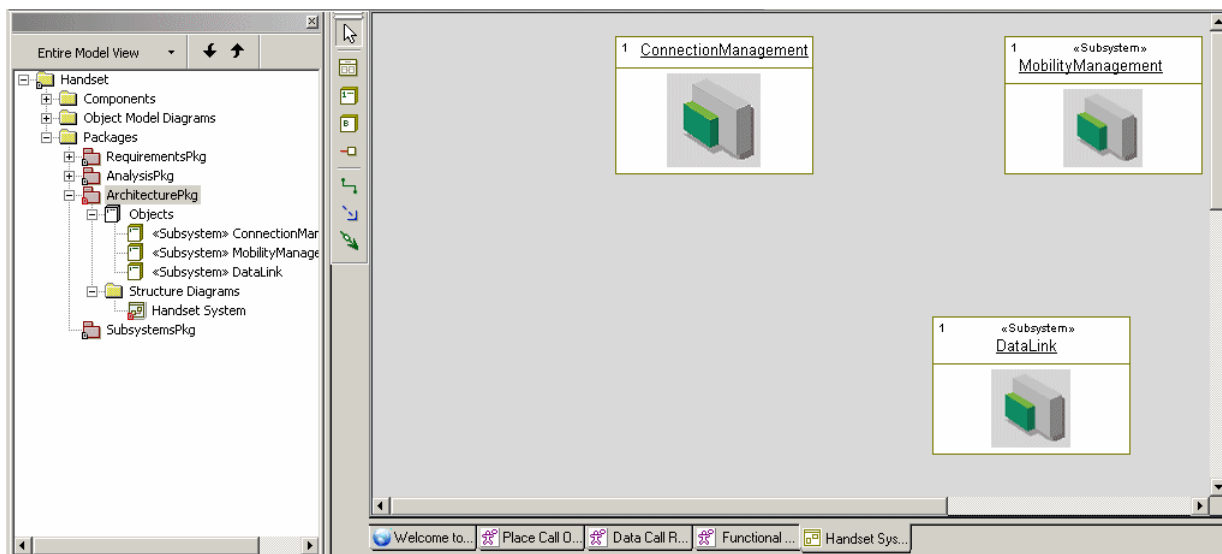 Entire Model View
Handset
Components
Object Model Diagrams
Packages
RequirementsPkg
AnalysisPkg
ArchitecturePkg
Objects
«Subsystem» ConnectionMar
«Subsystem» MobilityManage
«Subsystem» DataLink
Structure Diagrams
Handset System
SubsystemsPkg
1 ConnectionManagement
1 «Subsystem»
MobilityManagement
1 «Subsystem»
DataLink
Welcome to... Place Call O... Data Call R... Functional ... Handset Sys...